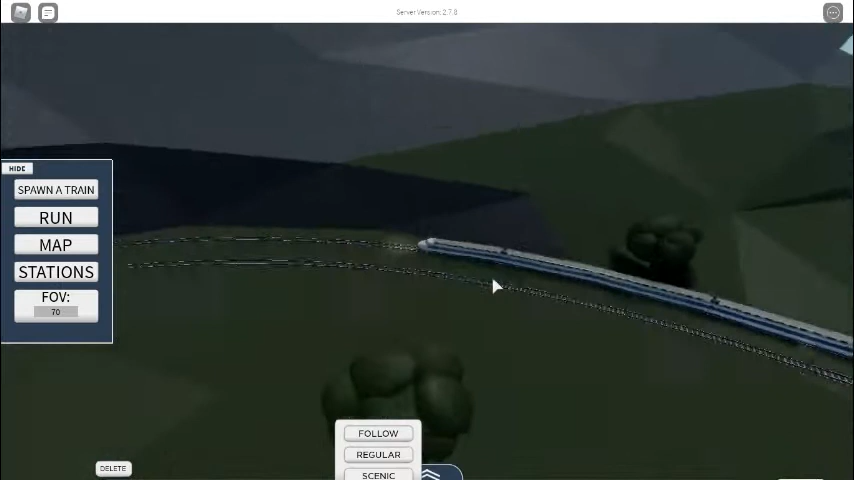 Server Version: 2.7.8
HIDE
SPAWN A TRAIN
RUN
MAP
STATIONS
FOV:
70
FOLLOW
REGULAR
SCENIC
DELETE